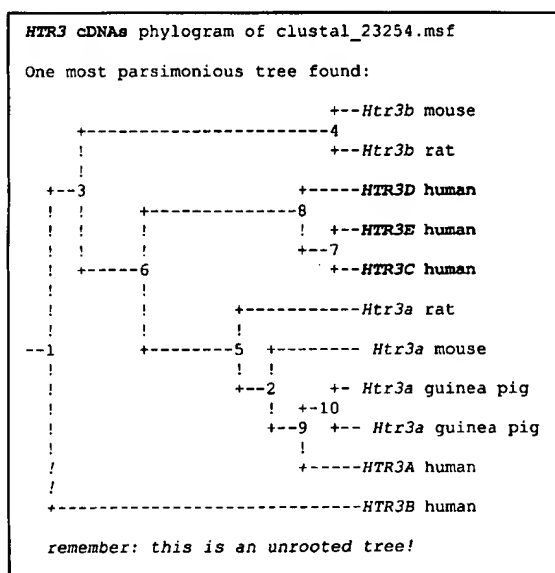 HTR3 cDNAs phylogram of clustal_23254.msf
One most parsimonious tree found:
+--Htr3b mouse
+-----------------------4
! +--Htr3b rat
+--3
! ! +-----HTR3D human
! ! +--------------8
! ! ! ! +--HTR3E human
! ! ! +--7
! +-----6 +--HTR3C human
! !
! ! +-----------Htr3a rat
! ! !
--1 +--------5 +-------- Htr3a mouse
! ! !
! +--2 +- Htr3a guinea pig
! ! +-10
! +--9 +-- Htr3a guinea pig
! !
! +-----HTR3A human
!
+----------------------------HTR3B human
remember: this is an unrooted tree!